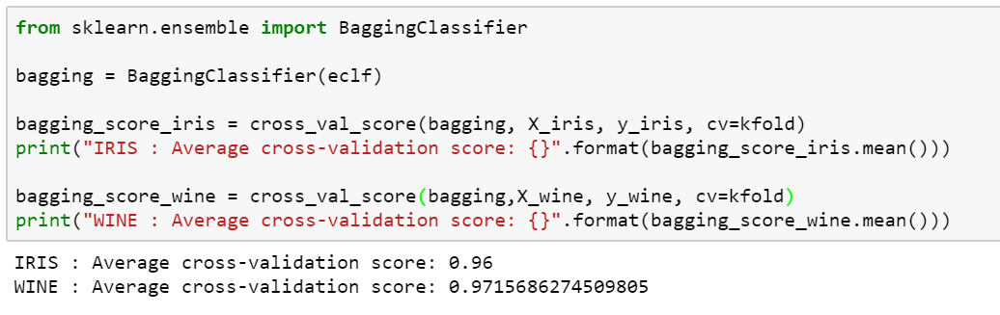 from sklearn.ensemble import BaggingClassifier
bagging = BaggingClassifier(eclf)
bagging_score_iris = cross_val_score(bagging, X_iris, y_iris, cv=kfold)
print("IRIS : Average cross-validation score: {}".format(bagging_score_iris.mean()))
bagging_score_wine = cross_val_score(bagging,X_wine, y_wine, cv=kfold)
print("WINE : Average cross-validation score: {}".format(bagging_score_wine.mean()))
IRIS : Average cross-validation score: 0.96
WINE : Average cross-validation score: 0.9715686274509805